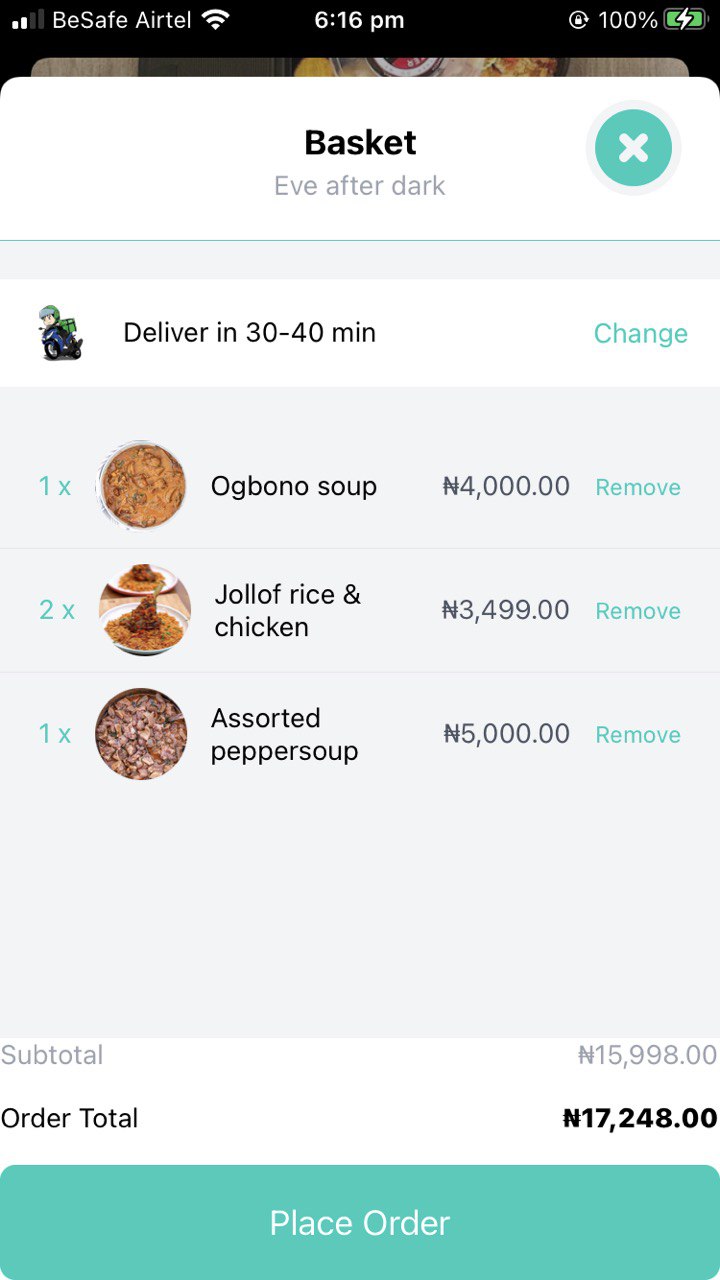 BeSafe Airtel 6:16 pm 100%
Basket
Eve after dark
Deliver in 30-40 min Change
1 x Ogbono soup ₦4,000.00 Remove
2 x Jollof rice & chicken ₦3,499.00 Remove
1 x Assorted peppersoup ₦5,000.00 Remove
Subtotal ₦15,998.00
Order Total ₦17,248.00
Place Order